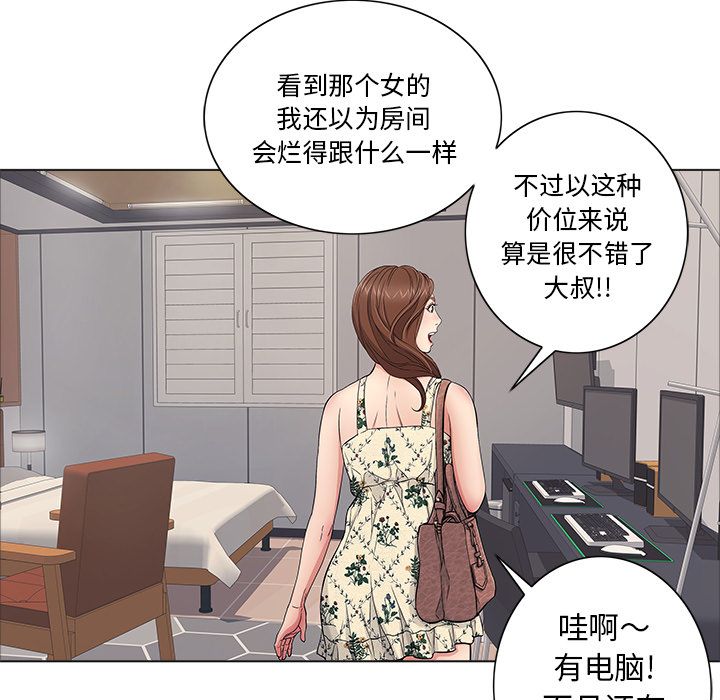 看到那个女的
我还以为房间
会烂得跟什么一样
不过以这种
价位来说
算是很不错了
大叔!!
哇啊～
有电脑!